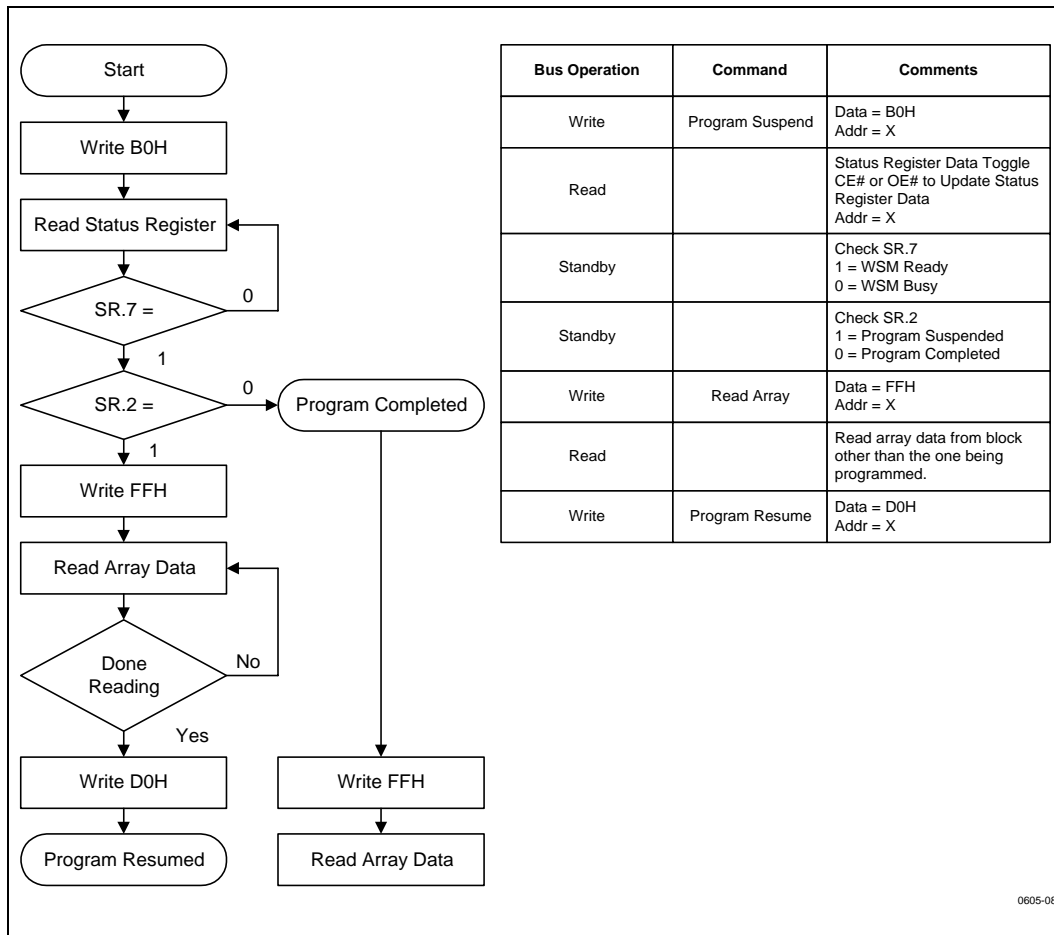 Start
Write B0H
Read Status Register
SR.7 =
0
1
SR.2 =
0
Program Completed
1
Write FFH
Read Array Data
Done
Reading
No
Yes
Write D0H
Program Resumed
Write FFH
Read Array Data
Bus Operation Command Comments
Write Program Suspend Data = B0H
Addr = X
Read Status Register Data Toggle
CE# or OE# to Update Status
Register Data
Addr = X
Standby Check SR.7
1 = WSM Ready
0 = WSM Busy
Standby Check SR.2
1 = Program Suspended
0 = Program Completed
Write Read Array Data = FFH
Addr = X
Read Read array data from block
other than the one being
programmed.
Write Program Resume Data = D0H
Addr = X
0605-08